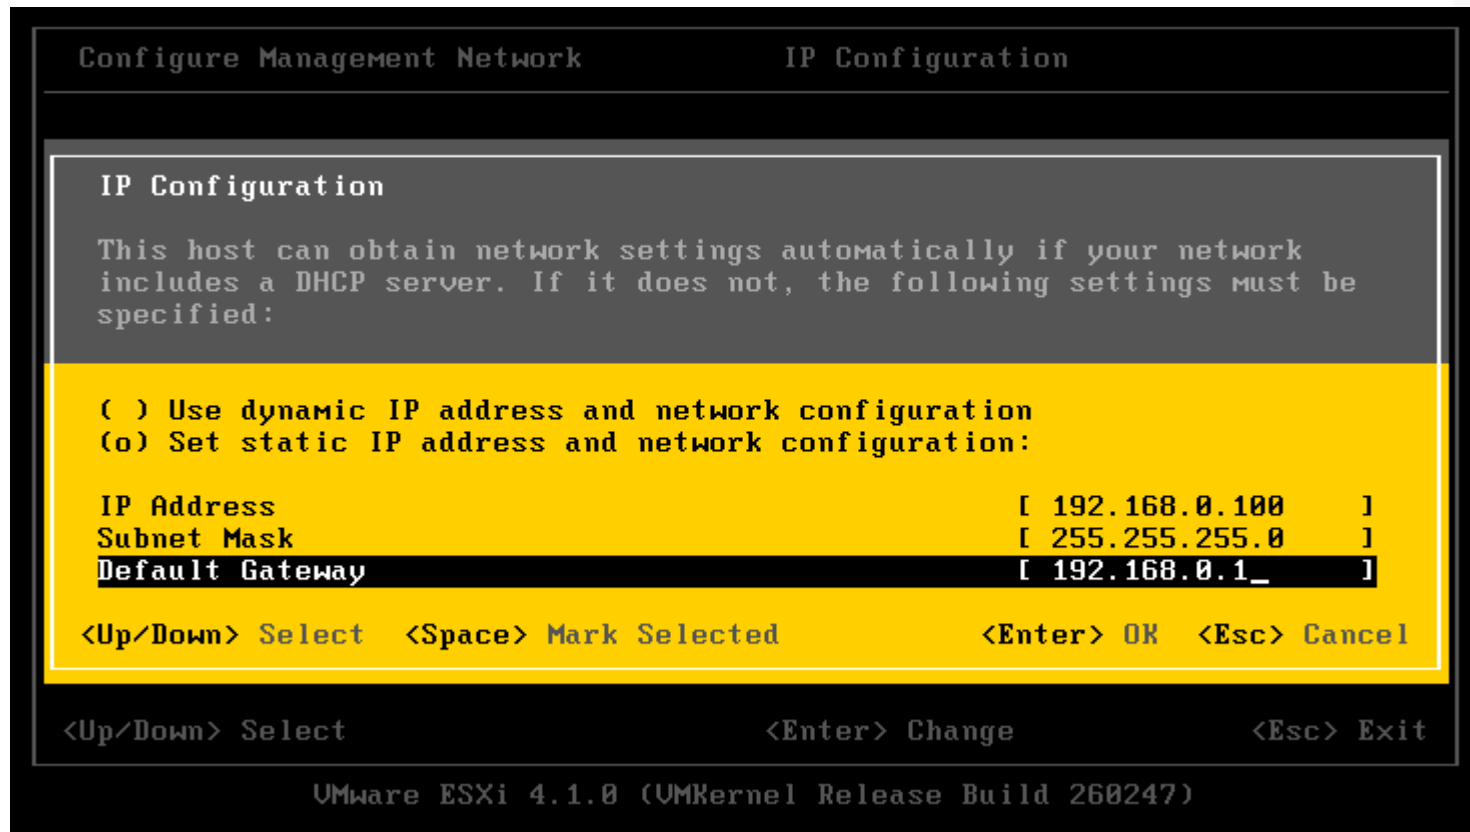 Configure Management Network IP Configuration
IP Configuration
This host can obtain network settings automatically if your network
includes a DHCP server. If it does not, the following settings must be
specified:
( ) Use dynamic IP address and network configuration
(o) Set static IP address and network configuration:
IP Address [ 192.168.0.100 ]
Subnet Mask [ 255.255.255.0 ]
Default Gateway [ 192.168.0.1_ ]
<Up/Down> Select <Space> Mark Selected <Enter> OK <Esc> Cancel
<Up/Down> Select <Enter> Change <Esc> Exit
VMware ESXi 4.1.0 (VMKernel Release Build 260247)